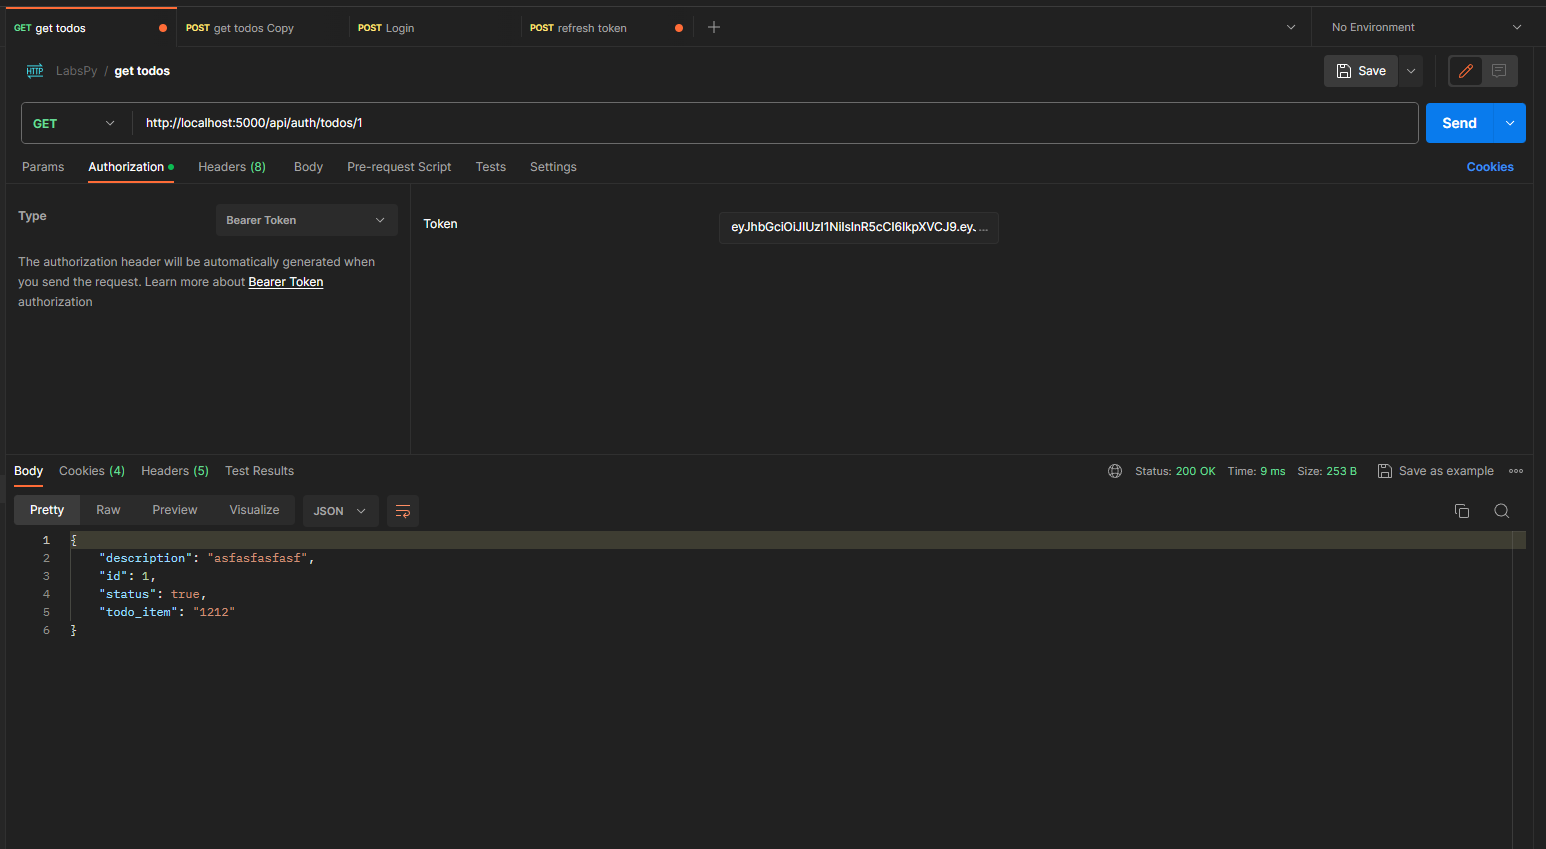 GET get todos
POST get todos Copy
POST Login
POST refresh token
No Environment
HTTP LabsPy / get todos
Save
GET
http://localhost:5000/api/auth/todos/1
Send
Params Authorization Headers (8) Body Pre-request Script Tests Settings
Cookies
Type
Bearer Token
The authorization header will be automatically generated when
you send the request. Learn more about Bearer Token
authorization
Token
eyJhbGciOiJIUzI1NiIsInR5cCI6IkpXVCJ9.eyJ...
Body Cookies (4) Headers (5) Test Results
Status: 200 OK Time: 9 ms Size: 253 B
Save as example
Pretty Raw Preview Visualize JSON
1 {
2 "description": "asfasfasfasf",
3 "id": 1,
4 "status": true,
5 "todo_item": "1212"
6 }